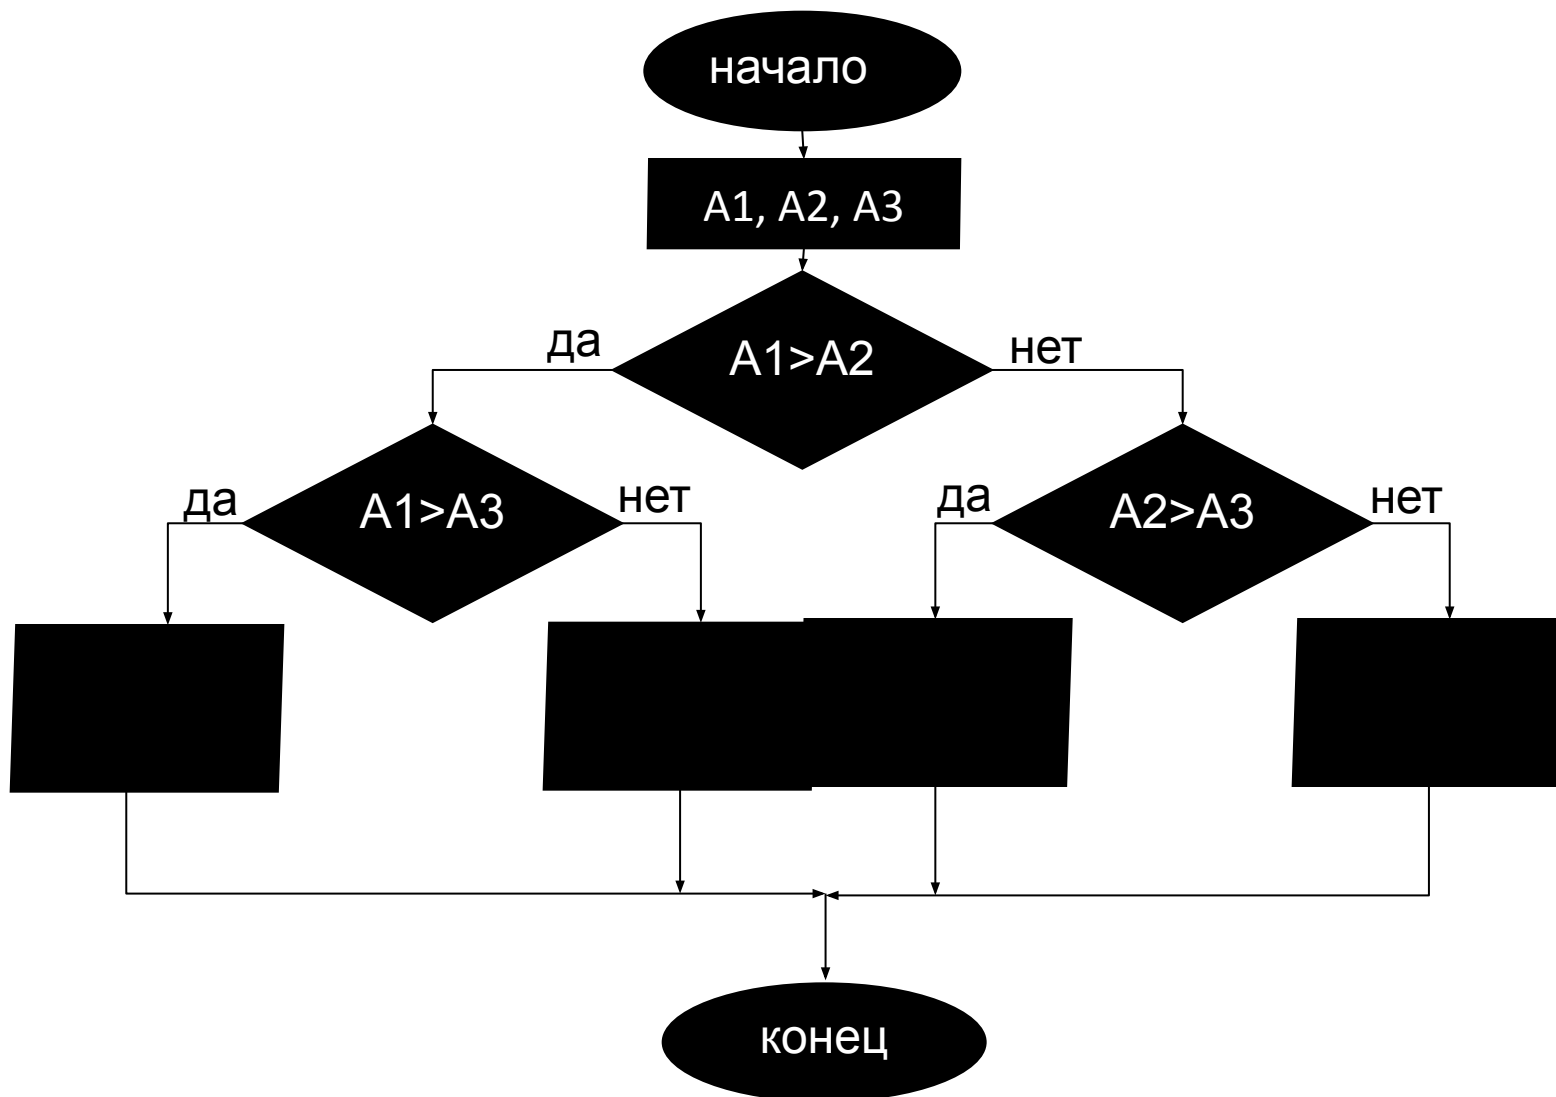 начало
A1, A2, A3
A1>A2
да
нет
A1>A3
да
нет
A2>A3
да
нет
конец